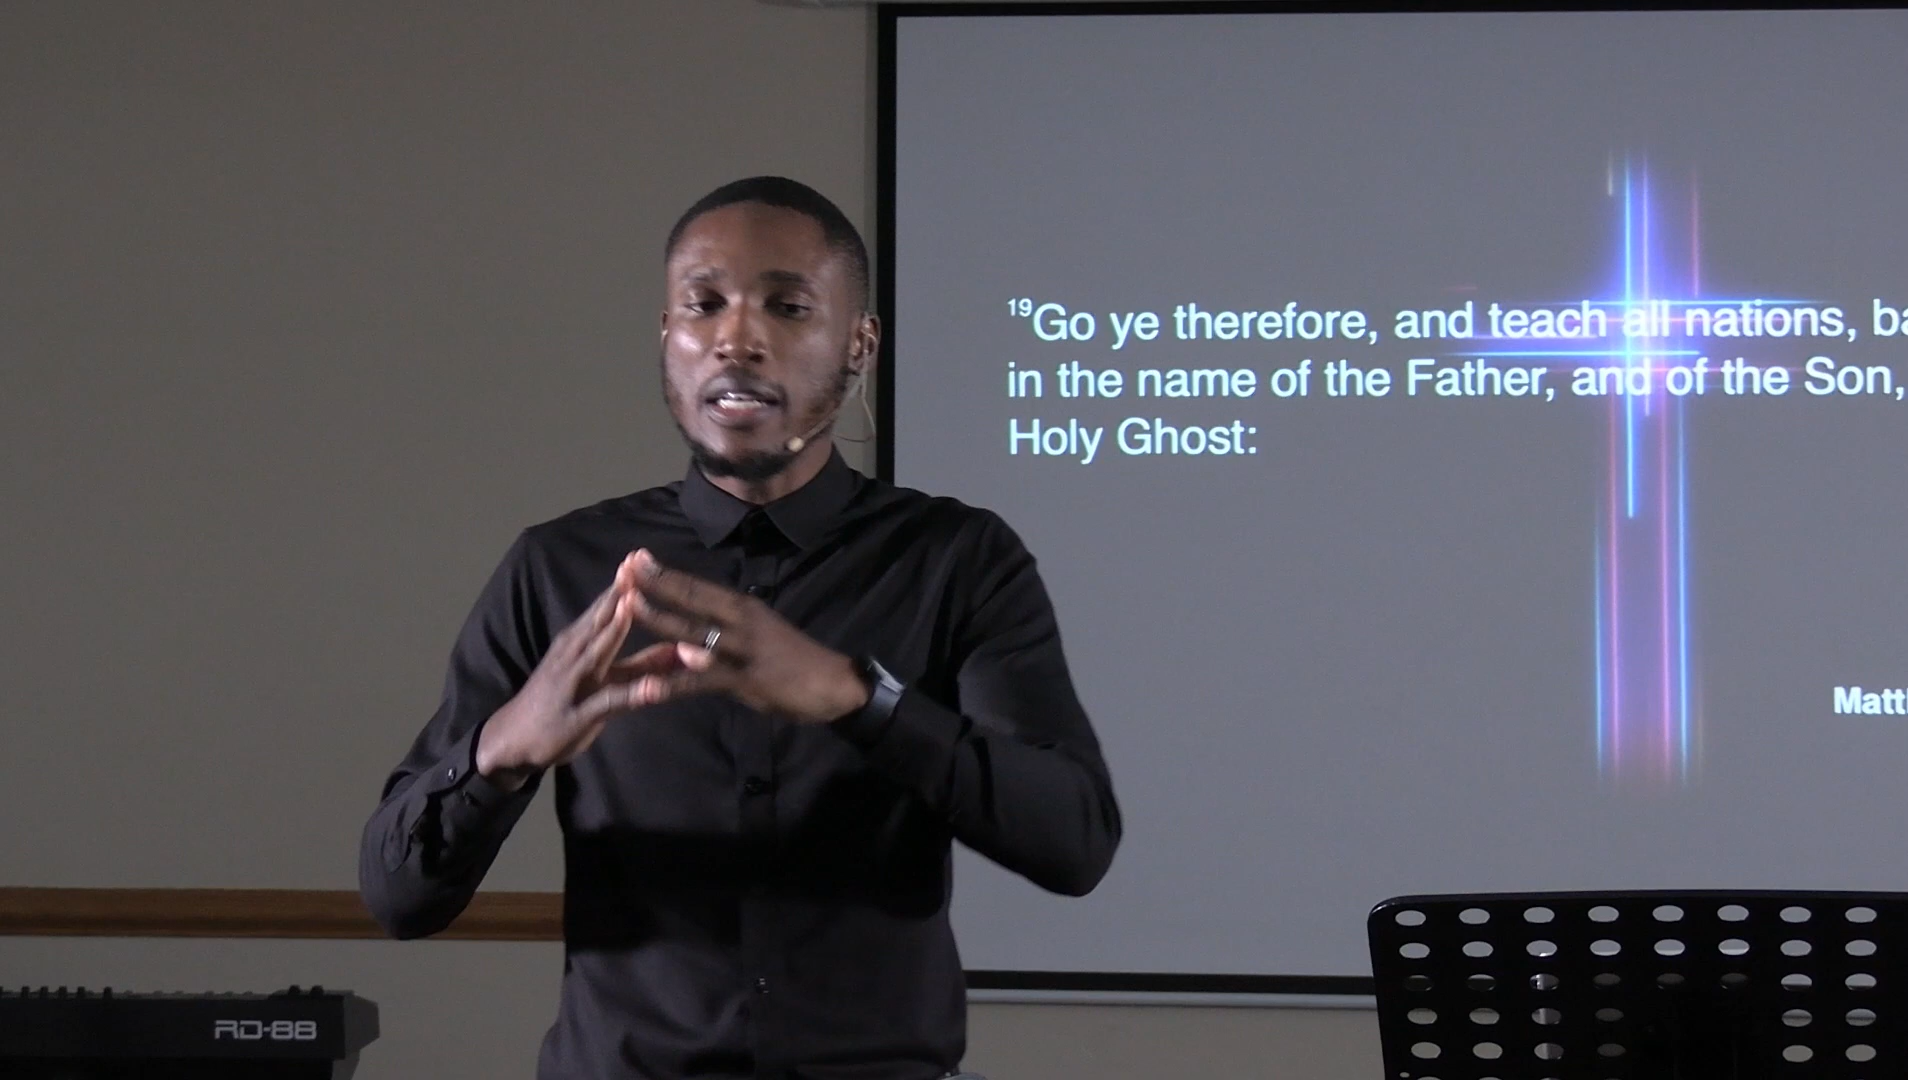 ¹⁹Go ye therefore, and teach all nations,
in the name of the Father, and of the Son,
Holy Ghost:
RD-88